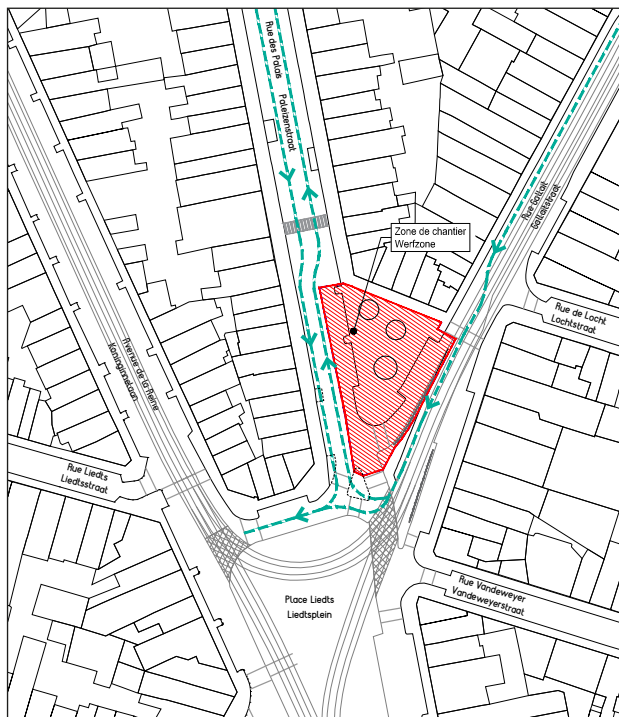 Rue des Palais
Paleizenstraat
Rue Gallait
Gallaitstraat
Zone de chantier
Werfzone
Rue de Locht
Lochtstraat
Avenue de la Reine
Koninginnelaan
Rue Liedts
Liedtsstraat
Rue Vandeweyer
Vandeweyerstraat
Place Liedts
Liedtsplein